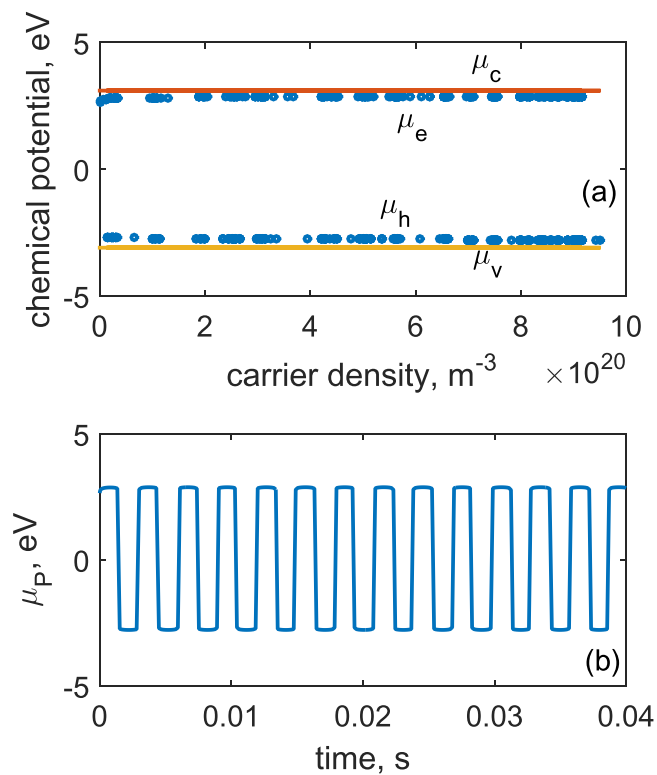 chemical potential, eV
5
0
-5
μc
μe
μh
μv
(a)
0 2 4 6 8 10
carrier density, m-3
×10^20
μP, eV
5
0
-5
(b)
0 0.01 0.02 0.03 0.04
time, s